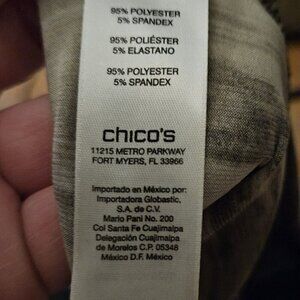 95% POLYESTER
5% SPANDEX
95% POLIÉSTER
5% ELASTANO
95% POLYESTER
5% SPANDEX
chico's
11215 METRO PARKWAY
FORT MYERS, FL 33966
Importado en México por:
Importadora Globastic,
S.A. de C.V.
Mario Pani No. 200
Col Santa Fe Cuajimalpa
Delegación Cuajimalpa
de Morelos C.P. 05348
México D.F. México